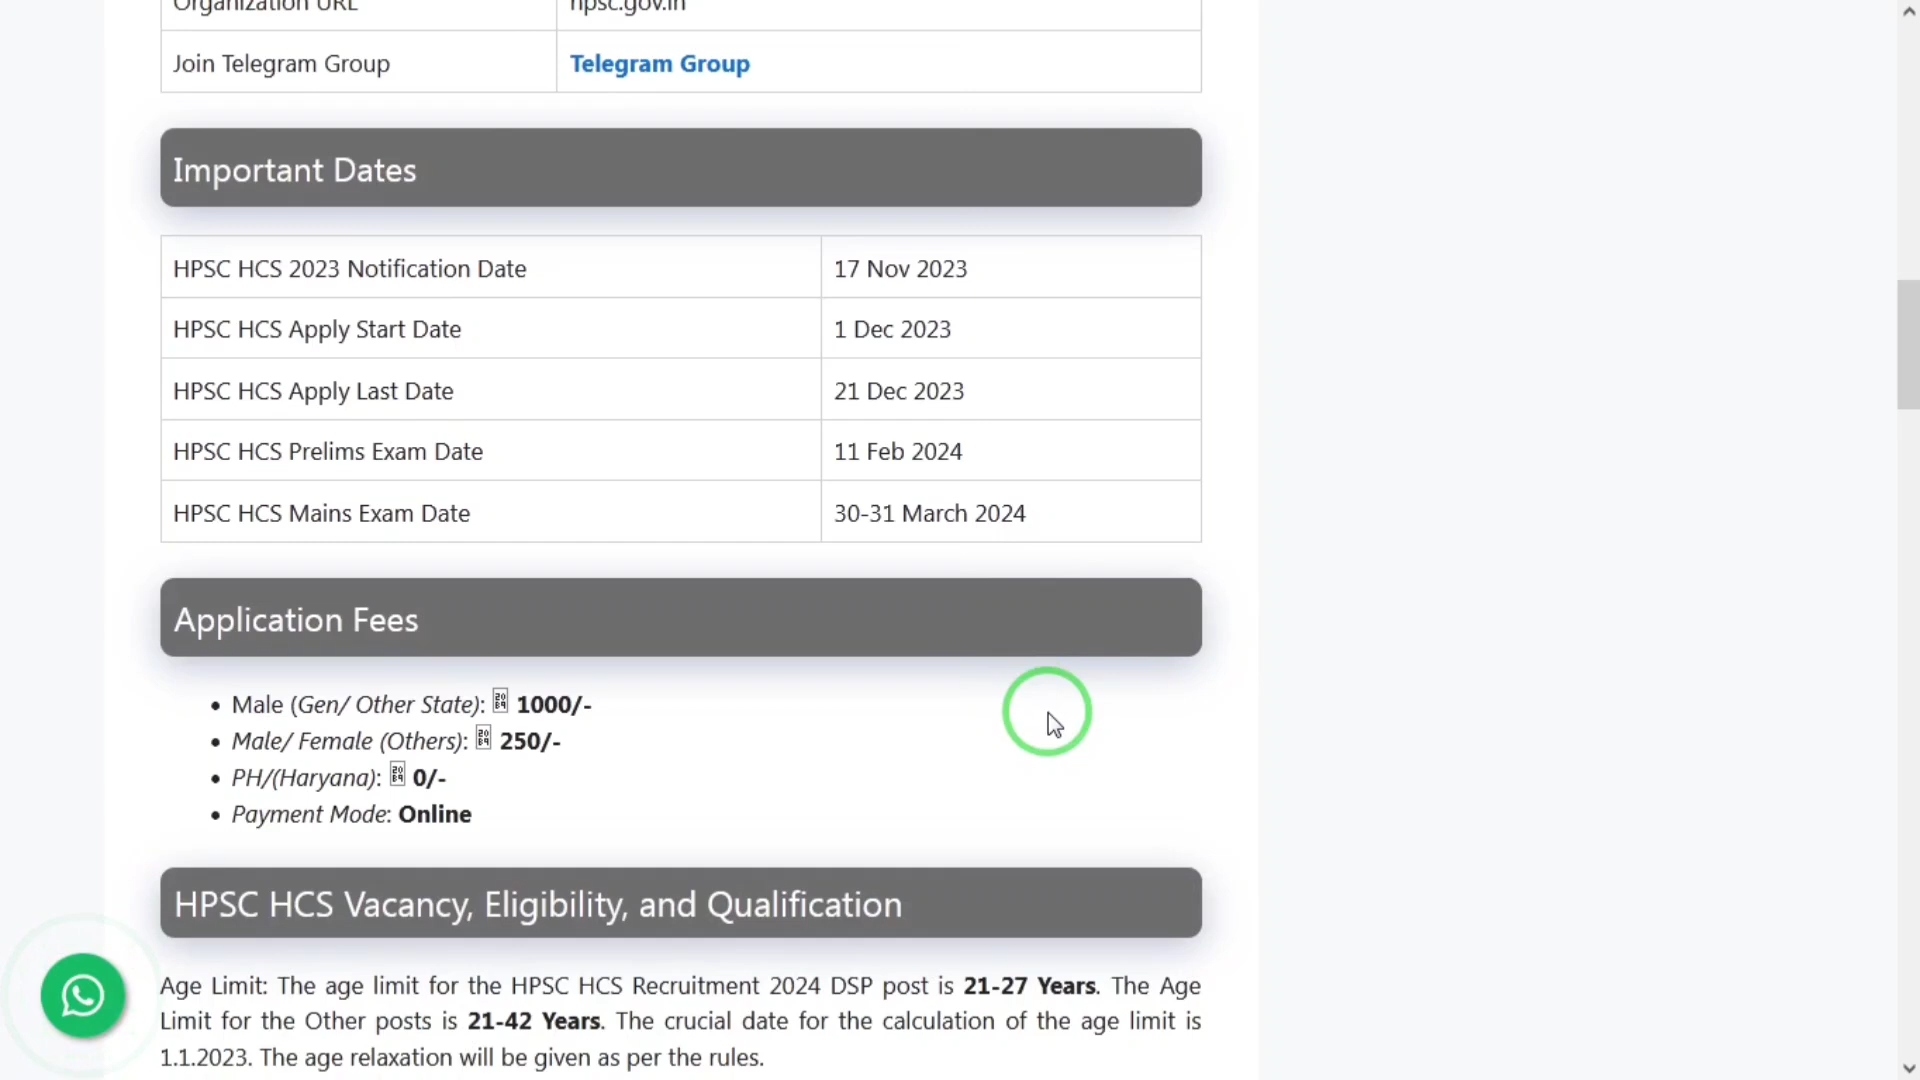 Organization URL hpsc.gov.in
Join Telegram Group Telegram Group
Important Dates
HPSC HCS 2023 Notification Date 17 Nov 2023
HPSC HCS Apply Start Date 1 Dec 2023
HPSC HCS Apply Last Date 21 Dec 2023
HPSC HCS Prelims Exam Date 11 Feb 2024
HPSC HCS Mains Exam Date 30-31 March 2024
Application Fees
• Male (Gen/ Other State): ₹ 1000/-
• Male/ Female (Others): ₹ 250/-
• PH/(Haryana): ₹ 0/-
• Payment Mode: Online
HPSC HCS Vacancy, Eligibility, and Qualification
Age Limit: The age limit for the HPSC HCS Recruitment 2024 DSP post is 21-27 Years. The Age
Limit for the Other posts is 21-42 Years. The crucial date for the calculation of the age limit is
1.1.2023. The age relaxation will be given as per the rules.